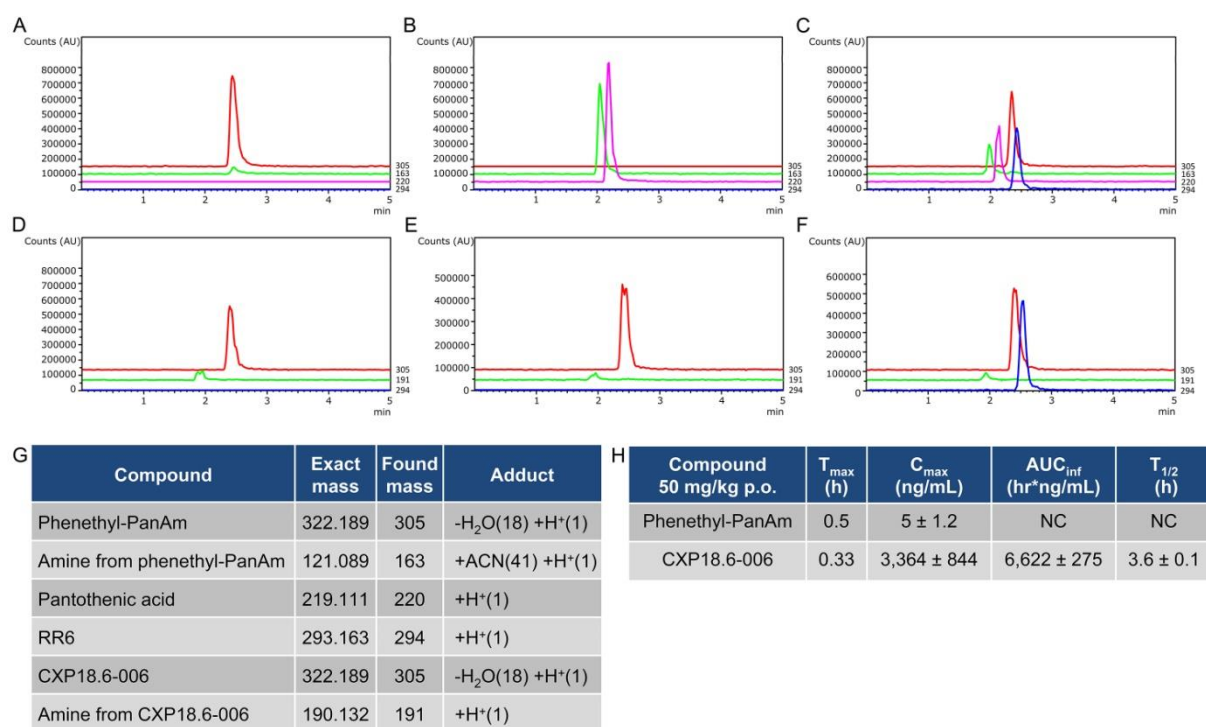 A
Counts (AU)
800000
700000
600000
500000
400000
300000
200000
100000
0
305
163
220
294
1 2 3 4 5
min
B
Counts (AU)
800000
700000
600000
500000
400000
300000
200000
100000
0
305
163
220
294
1 2 3 4 5
min
C
Counts (AU)
800000
700000
600000
500000
400000
300000
200000
100000
0
305
163
220
294
1 2 3 4 5
min
D
Counts (AU)
800000
700000
600000
500000
400000
300000
200000
100000
0
305
191
294
1 2 3 4 5
min
E
Counts (AU)
500000
400000
300000
200000
100000
0
305
191
294
1 2 3 4 5
min
F
Counts (AU)
600000
500000
400000
300000
200000
100000
0
305
191
294
1 2 3 4 5
min
G
Compound Exact mass Found mass Adduct
Phenethyl-PanAm 322.189 305 -H₂O(18) +H⁺(1)
Amine from phenethyl-PanAm 121.089 163 +ACN(41) +H⁺(1)
Pantothenic acid 219.111 220 +H⁺(1)
RR6 293.163 294 +H⁺(1)
CXP18.6-006 322.189 305 -H₂O(18) +H⁺(1)
Amine from CXP18.6-006 190.132 191 +H⁺(1)
H
Compound 50 mg/kg p.o. Tmax (h) Cmax (ng/mL) AUCinf (hr*ng/mL) T1/2 (h)
Phenethyl-PanAm 0.5 5 ± 1.2 NC NC
CXP18.6-006 0.33 3,364 ± 844 6,622 ± 275 3.6 ± 0.1